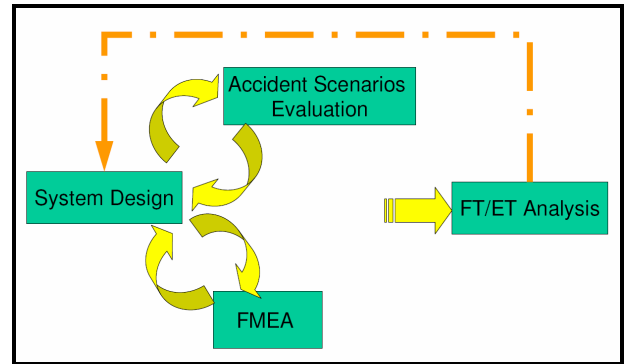 Accident Scenarios
Evaluation
System Design
FT/ET Analysis
FMEA